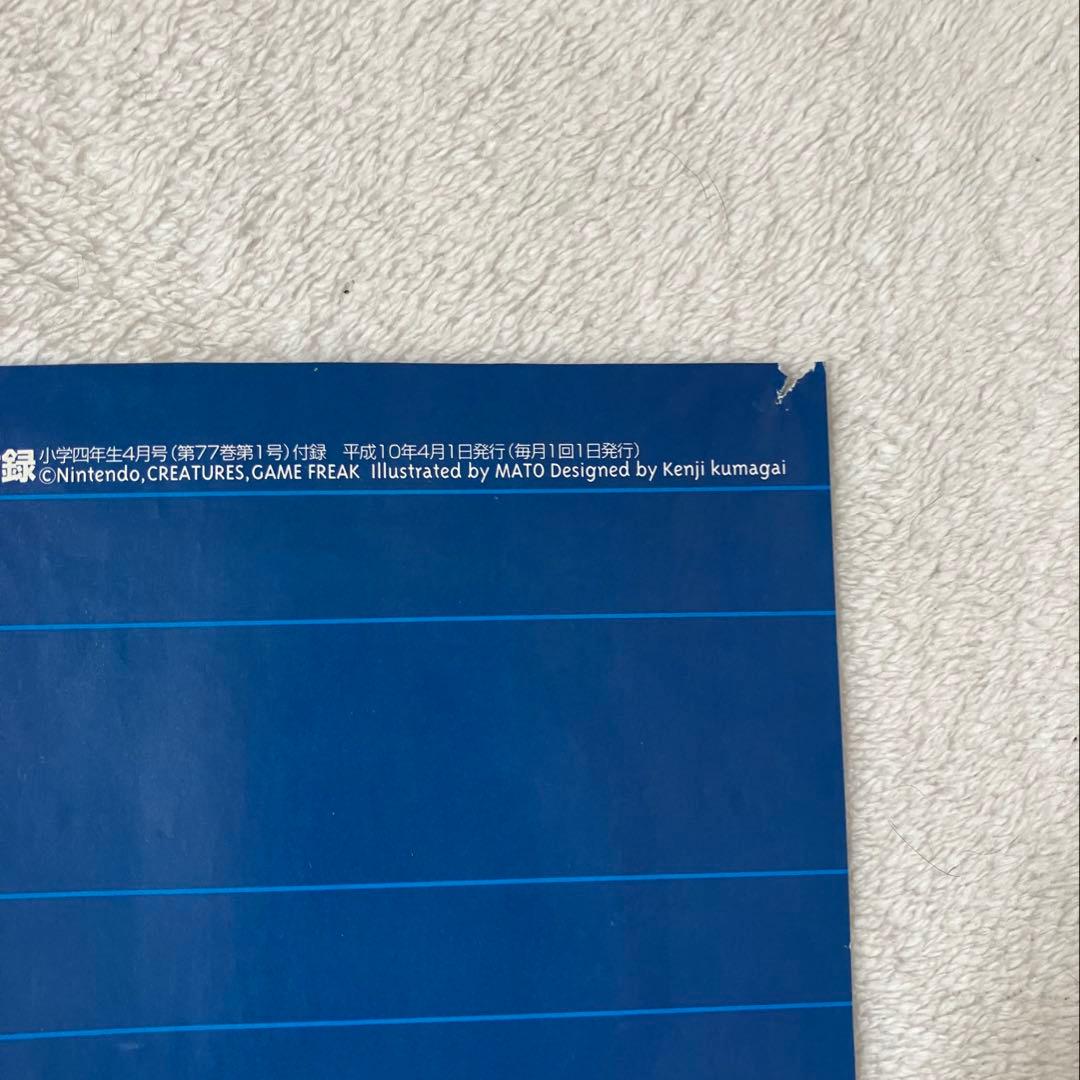 録
小学四年生4月号(第77巻第1号)付録 平成10年4月1日発行(毎月1回1日発行)
©Nintendo,CREATURES,GAME FREAK Illustrated by MATO Designed by Kenji kumagai